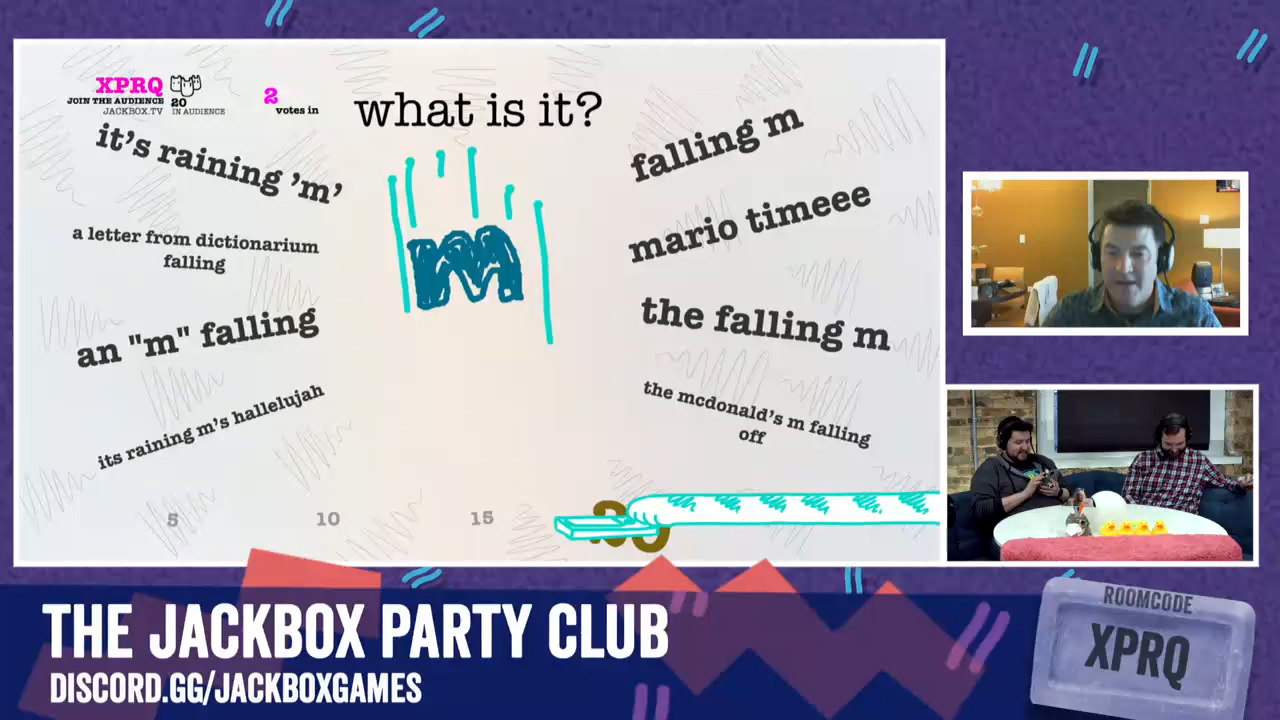 XPRQ
JOIN THE AUDIENCE
JACKBOX.TV
20
IN AUDIENCE
2 votes in
what is it?
it's raining 'm'
a letter from dictionarium
falling
an "m" falling
its raining m's hallelujah
m
falling m
mario timeee
the falling m
the mcdonald's m falling
off
5 10 15
THE JACKBOX PARTY CLUB
DISCORD.GG/JACKBOXGAMES
ROOMCODE
XPRQ